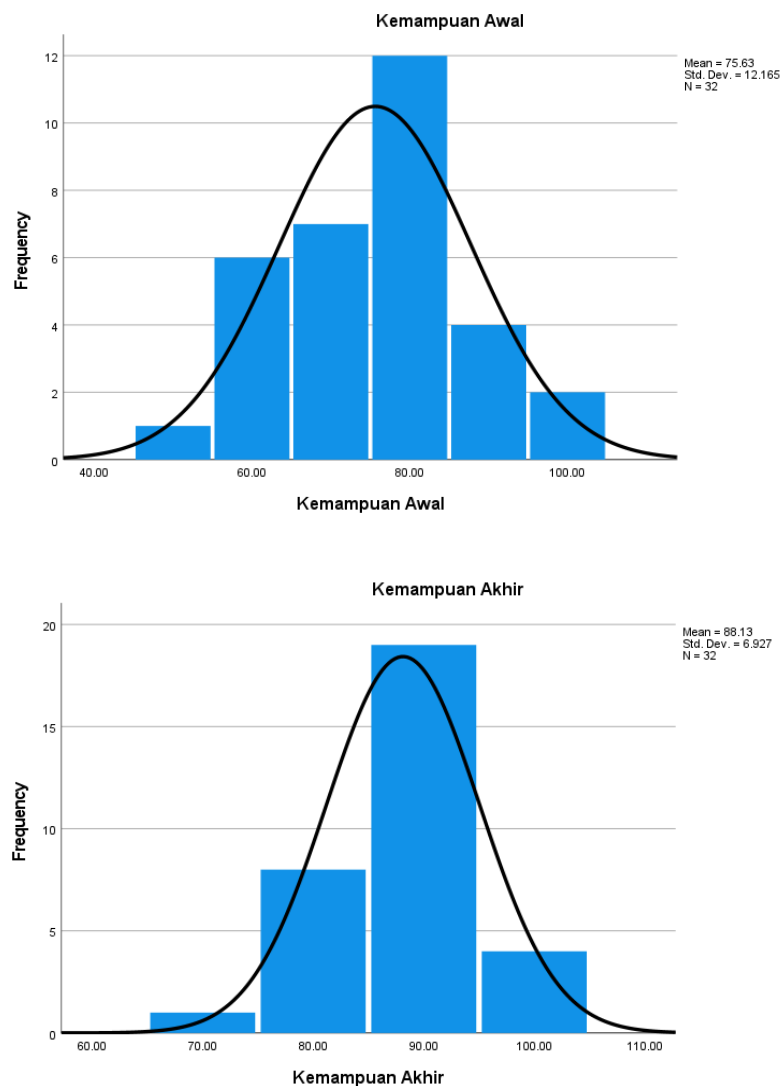 Kemampuan Awal
Mean = 75.63
Std. Dev. = 12.165
N = 32
12
10
8
6
4
2
0
Frequency
40.00 60.00 80.00 100.00
Kemampuan Awal
Kemampuan Akhir
Mean = 88.13
Std. Dev. = 6.927
N = 32
20
15
10
5
0
Frequency
60.00 70.00 80.00 90.00 100.00 110.00
Kemampuan Akhir